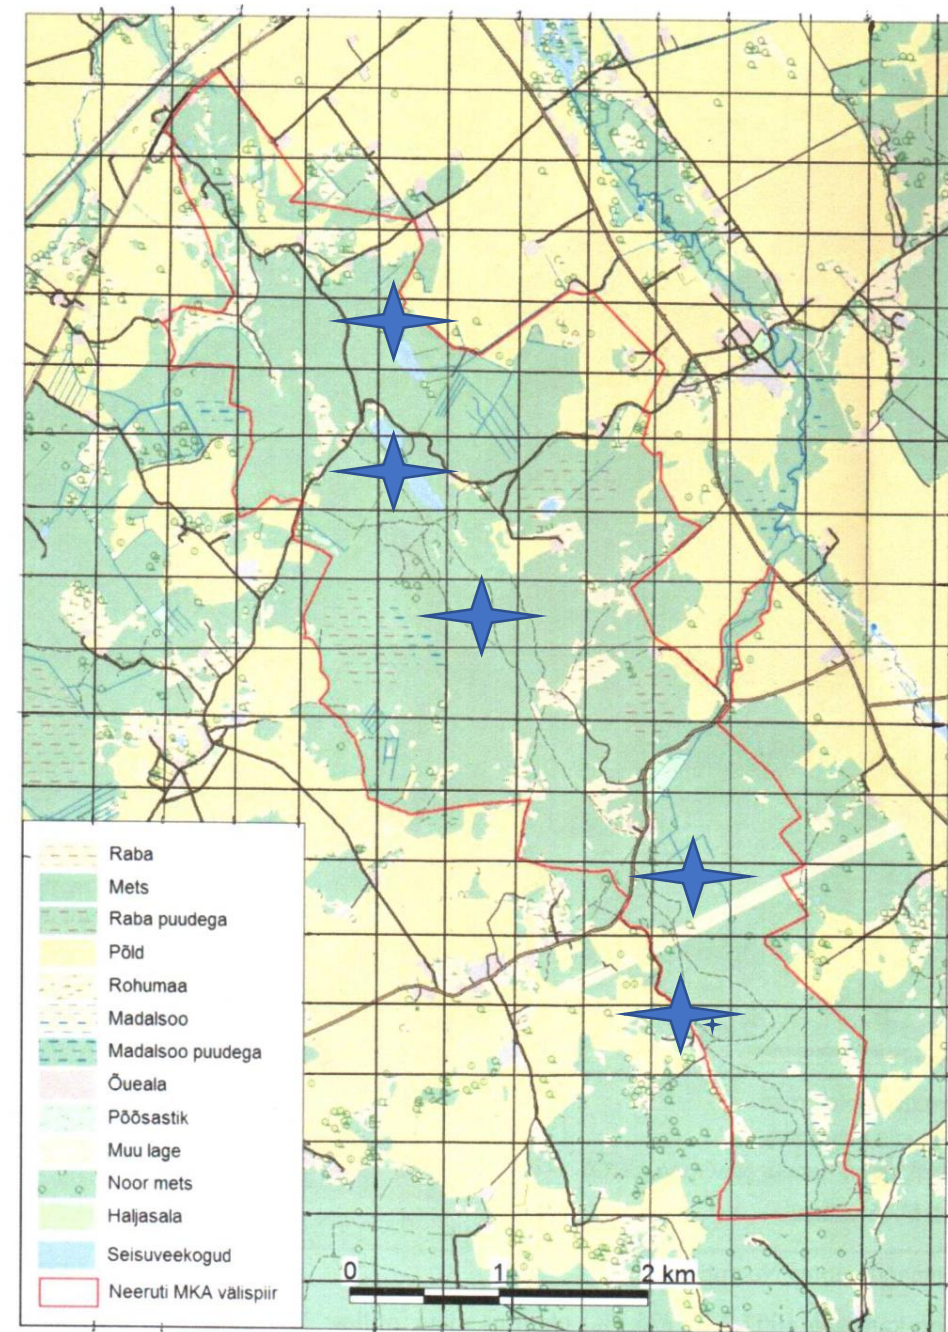 Raba
Mets
Raba puudega
Põld
Rohumaa
Madalsoo
Madalsoo puudega
Õueala
Põõsastik
Muu lage
Noor mets
Haljasala
Seisuveekogud
Neeruti MKA välispiir
0 1 2 km